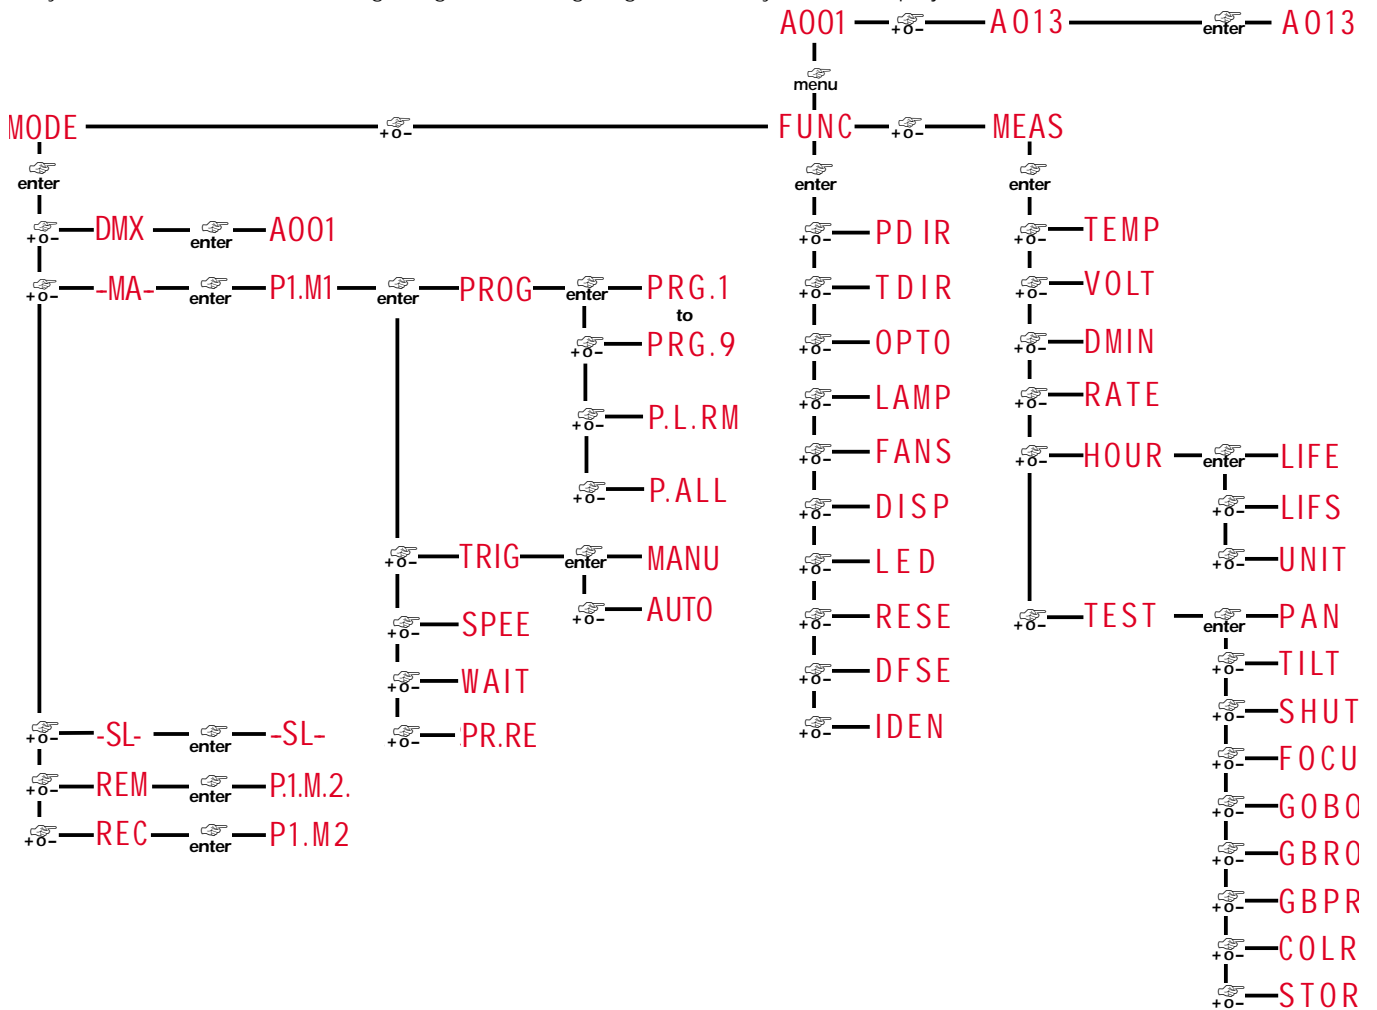 A001 +o- A013 enter A013
menu
MODE +o- FUNC +o- MEAS
enter enter enter
+o- DMX enter A001 +o- PDIR +o- TEMP
+o- -MA- enter P1.M1 enter PROG enter PRG.1 +o- TDIR +o- VOLT
to
+o- PRG.9 +o- OPTO +o- DMIN
+o- LAMP +o- RATE
+o- P.L.RM
+o- FANS +o- HOUR enter LIFE
+o- P.ALL +o- DISP +o- LIFS
+o- TRIG enter MANU +o- LED +o- UNIT
+o- AUTO +o- RESE +o- TEST enter PAN
+o- SPEE
+o- WAIT +o- DFSE +o- TILT
+o- -SL- enter -SL- +o- PR.RE +o- IDEN +o- SHUT
+o- FOCU
+o- REM enter P.1.M.2. +o- GOBO
+o- REC enter P1.M2 +o- GBRO
+o- GBPR
+o- COLR
+o- STOR